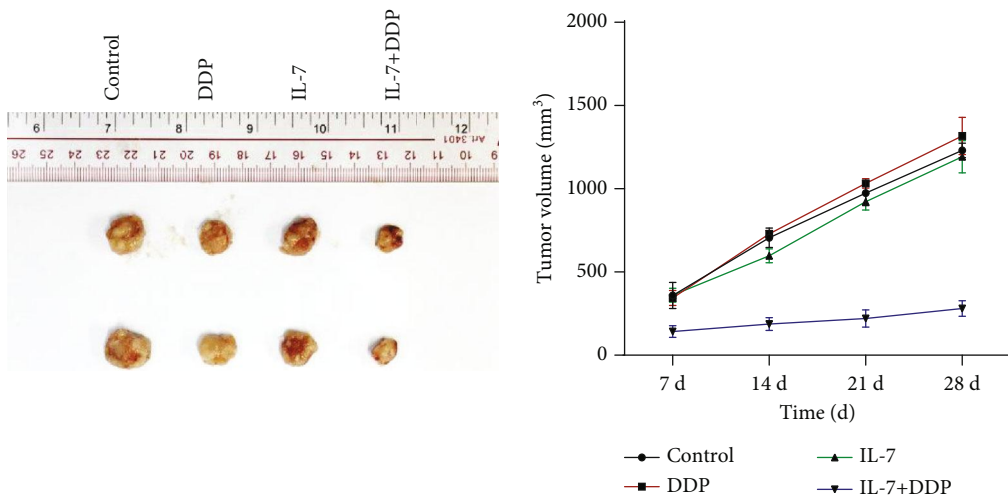 Control
DDP
IL-7
IL-7+DDP
6 7 8 9 10 11 12
Art. 3401
26 25 24 23 22 21 20 19 18 17 16 15 14 13 12 11 10 9
2000
1500
1000
500
0
Tumor volume (mm³)
7 d 14 d 21 d 28 d
Time (d)
Control
IL-7
DDP
IL-7+DDP